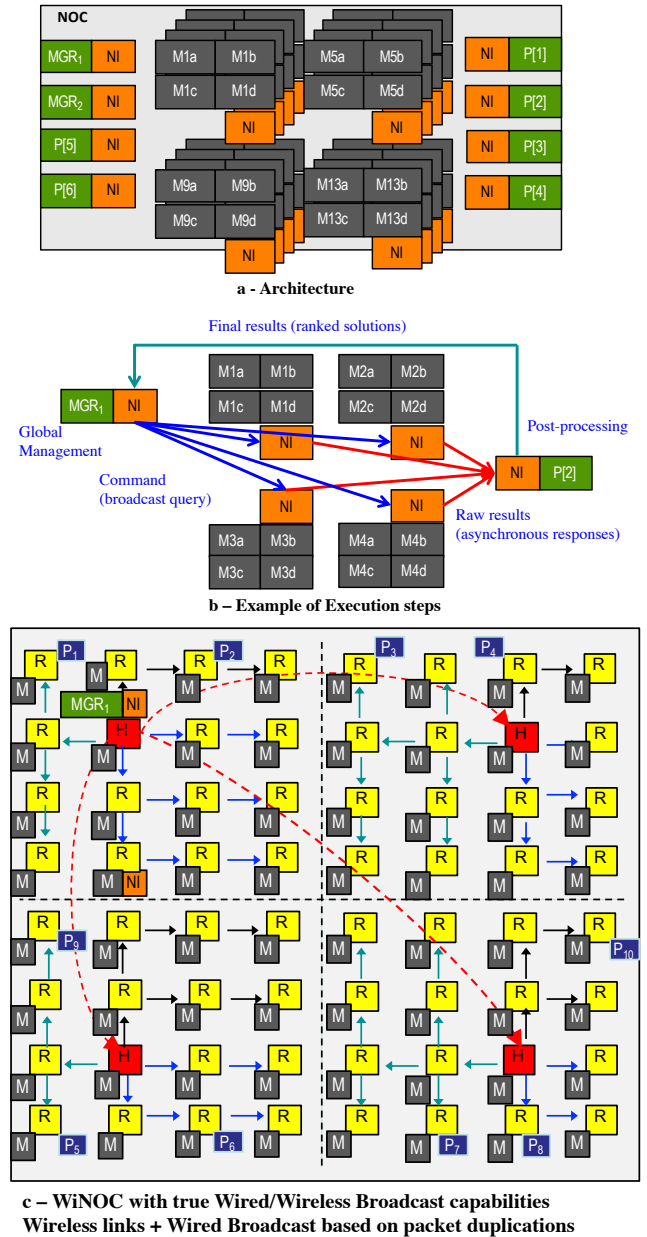 NOC
MGR1 NI M1a M1b M5a M5b NI P[1]
M1c M1d M5c M5d
MGR2 NI NI P[2]
NI NI
P[5] NI NI P[3]
P[6] NI M9a M9b M13a M13b NI P[4]
M9c M9d M13c M13d
NI NI
a - Architecture
Final results (ranked solutions)
M1a M1b M2a M2b
MGR1 NI M1c M1d M2c M2d
Global
Management
NI NI
Post-processing
Command
(broadcast query)
NI P[2]
NI NI
Raw results
(asynchronous responses)
M3a M3b M4a M4b
M3c M3d M4c M4d
b – Example of Execution steps
P1 P2 P3 P4
R R R R R R R R
M M M M M M M M
MGR1 NI
R H R R R R H R
M M M M M M M M
R R R R R R R R
M M M M M M M M
R R R R R R R R
M M NI M M M M M M
R R R R R R R R
P9 P10
M M M M M M M M
R R R R R R R R
M M M M M M M M
R H R R R R H R
M M M M M M M M
R R R R R R R R
M P5 M M P6 M M M P7 M P8 M
c – WiNOC with true Wired/Wireless Broadcast capabilities
Wireless links + Wired Broadcast based on packet duplications